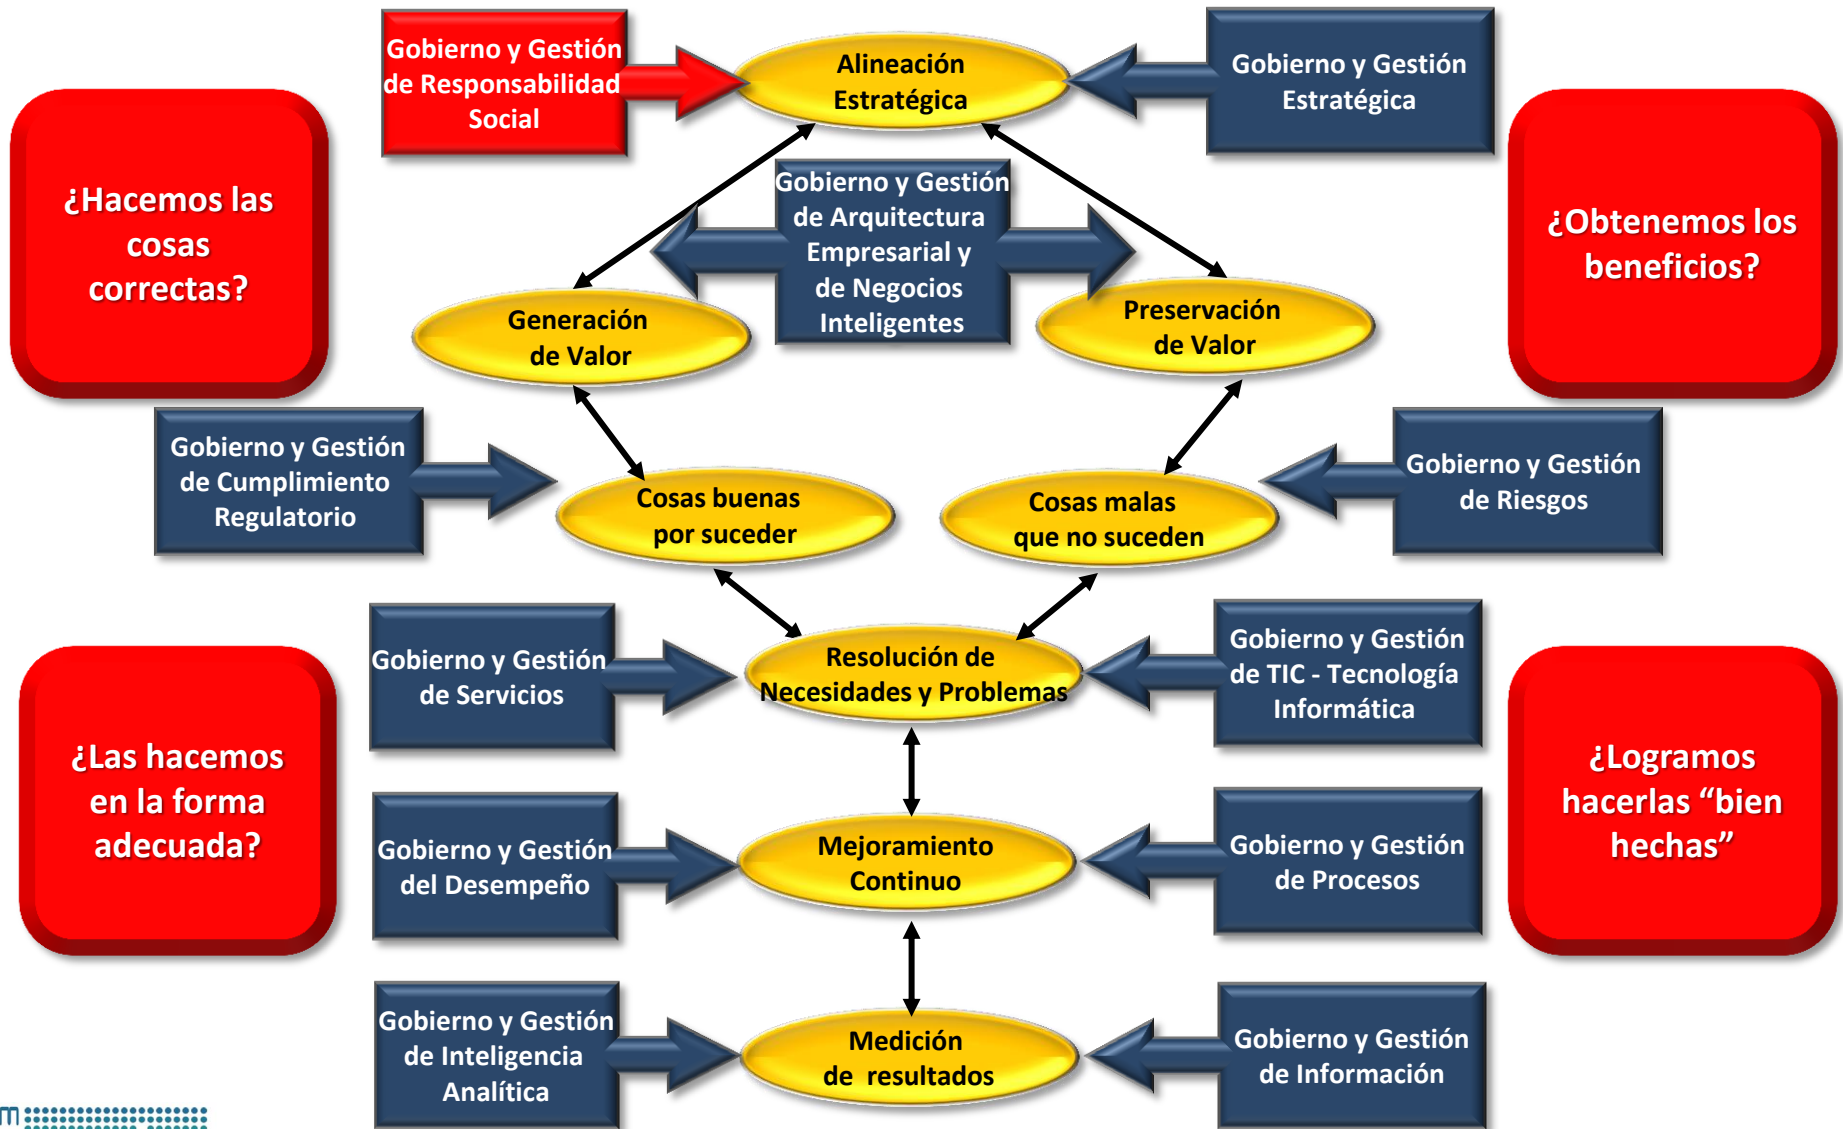 Gobierno y Gestión
de Responsabilidad
Social
Alineación
Estratégica
Gobierno y Gestión
Estratégica
¿Hacemos las
cosas
correctas?
Gobierno y Gestión
de Arquitectura
Empresarial y
de Negocios
Inteligentes
¿Obtenemos los
beneficios?
Generación
de Valor
Preservación
de Valor
Gobierno y Gestión
de Cumplimiento
Regulatorio
Cosas buenas
por suceder
Cosas malas
que no suceden
Gobierno y Gestión
de Riesgos
Gobierno y Gestión
de Servicios
Resolución de
Necesidades y Problemas
Gobierno y Gestión
de TIC - Tecnología
Informática
¿Las hacemos
en la forma
adecuada?
¿Logramos
hacerlas “bien
hechas”
Gobierno y Gestión
del Desempeño
Mejoramiento
Continuo
Gobierno y Gestión
de Procesos
Gobierno y Gestión
de Inteligencia
Analítica
Medición
de resultados
Gobierno y Gestión
de Información